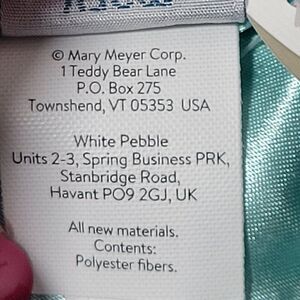 © Mary Meyer Corp.
1 Teddy Bear Lane
P.O. Box 275
Townshend, VT 05353 USA
White Pebble
Units 2-3, Spring Business PRK,
Stanbridge Road,
Havant PO9 2GJ, UK
All new materials.
Contents:
Polyester fibers.